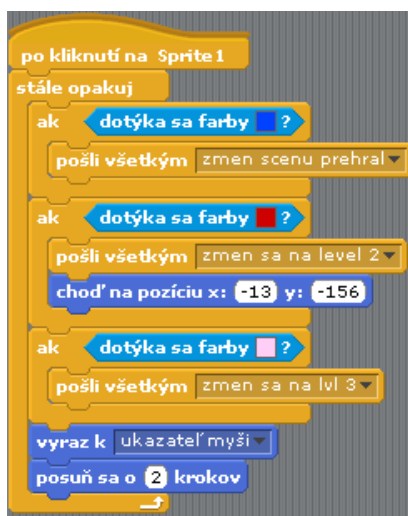 po kliknutí na Sprite1
stále opakuj
ak dotýka sa farby ?
pošli všetkým zmen scenu prehral
ak dotýka sa farby ?
pošli všetkým zmen sa na level 2
choď na pozíciu x: -13 y: -156
ak dotýka sa farby ?
pošli všetkým zmen sa na lvl 3
vyraz k ukazateľ myši
posuň sa o 2 krokov